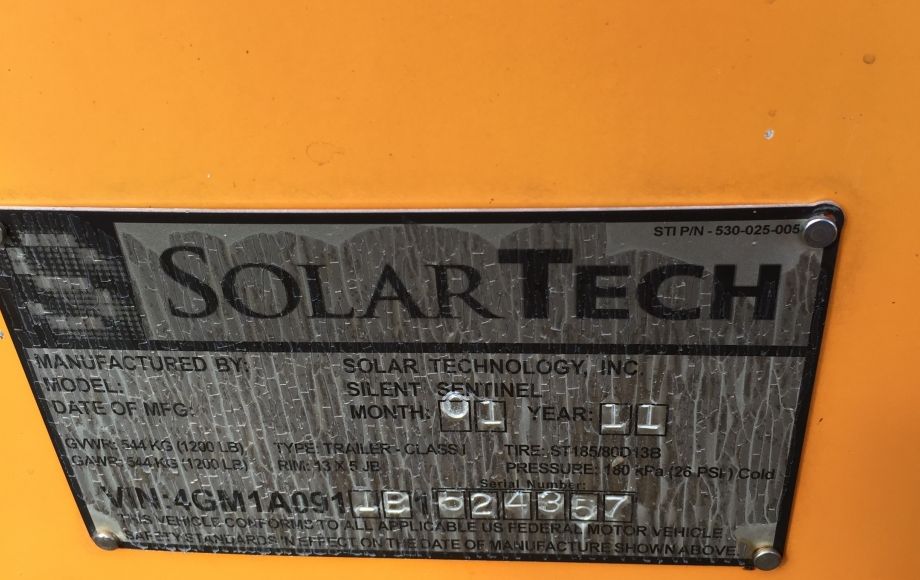 STI P/N - 530-025-005
SOLARTECH
MANUFACTURED BY: SOLAR TECHNOLOGY, INC.
MODEL: SILENT SENTINEL
DATE OF MFG: MONTH: 01 YEAR: 11
GVWR: 544 KG (1200 LB) TYPE: TRAILER - CLASS I TIRE: ST185/80D13B
GAWR: 544 KG (1200 LB) RIM: 13 X 5 JB PRESSURE: 180 kPa (26 PSI) Cold
Serial Number:
VIN:4GM1A0911B1524357
THIS VEHICLE CONFORMS TO ALL APPLICABLE US FEDERAL MOTOR VEHICLE
SAFETY STANDARDS IN EFFECT ON THE DATE OF MANUFACTURE SHOWN ABOVE.